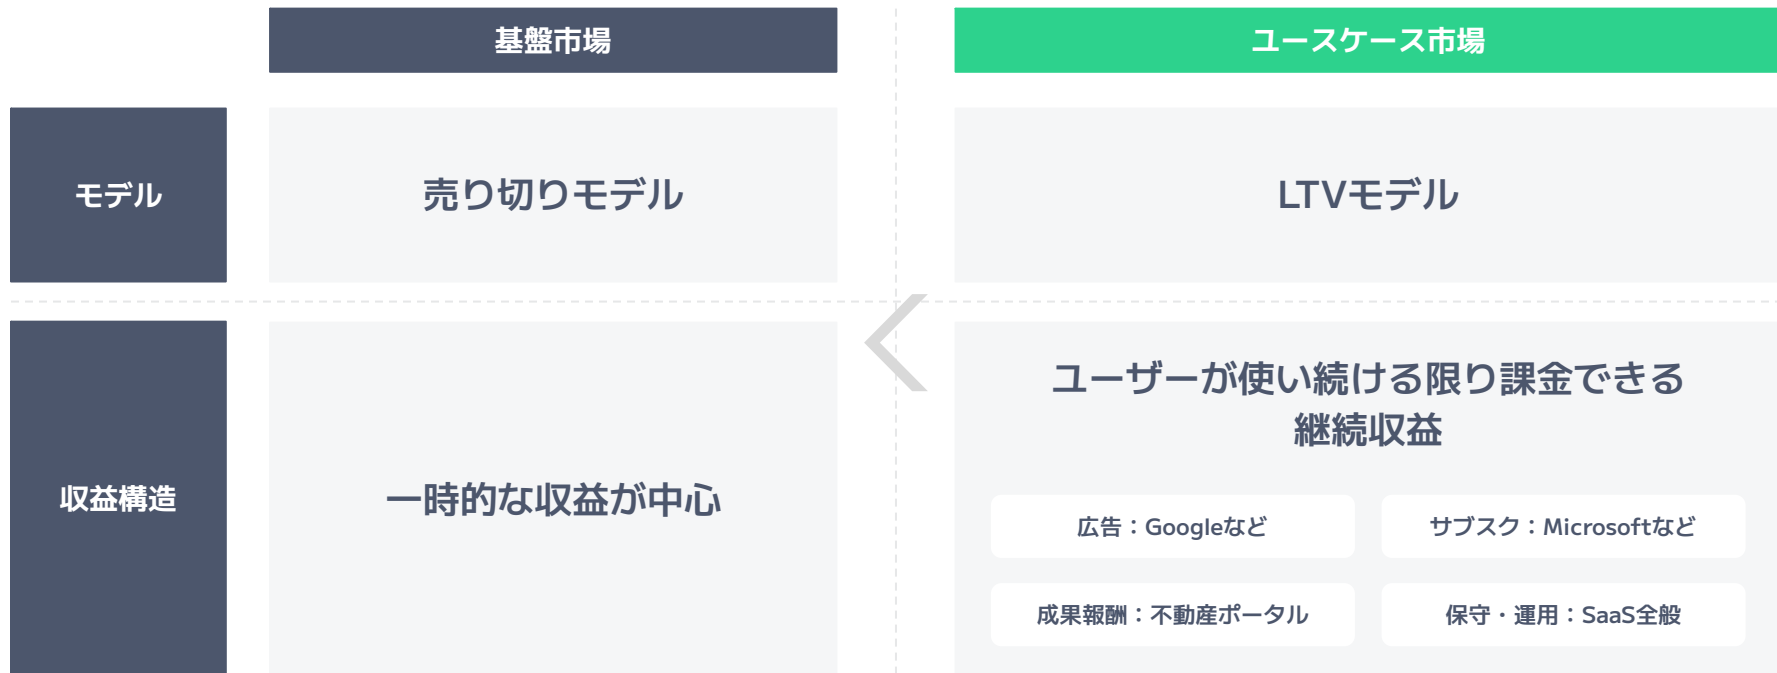 基盤市場
ユースケース市場
モデル
売り切りモデル
LTVモデル
収益構造
一時的な収益が中心
ユーザーが使い続ける限り課金できる
継続収益
広告：Googleなど
サブスク：Microsoftなど
成果報酬：不動産ポータル
保守・運用：SaaS全般